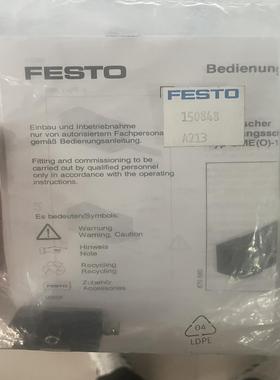 FESTO
Bedienung
FESTO
150848
A213
Einbau und Inbetriebnahme
nur von autorisiertem Fachpersonal
gemäß Bedienungsanleitung.
Fitting and commissioning to be
carried out by qualified personnel
only in accordance with the operating
instructions.
Es bedeuten/Symbols:
Warnung
Warning, Caution
Hinweis
Note
Recycling
Recycling
FESTO
Zubehör
Accessories
04
LDPE